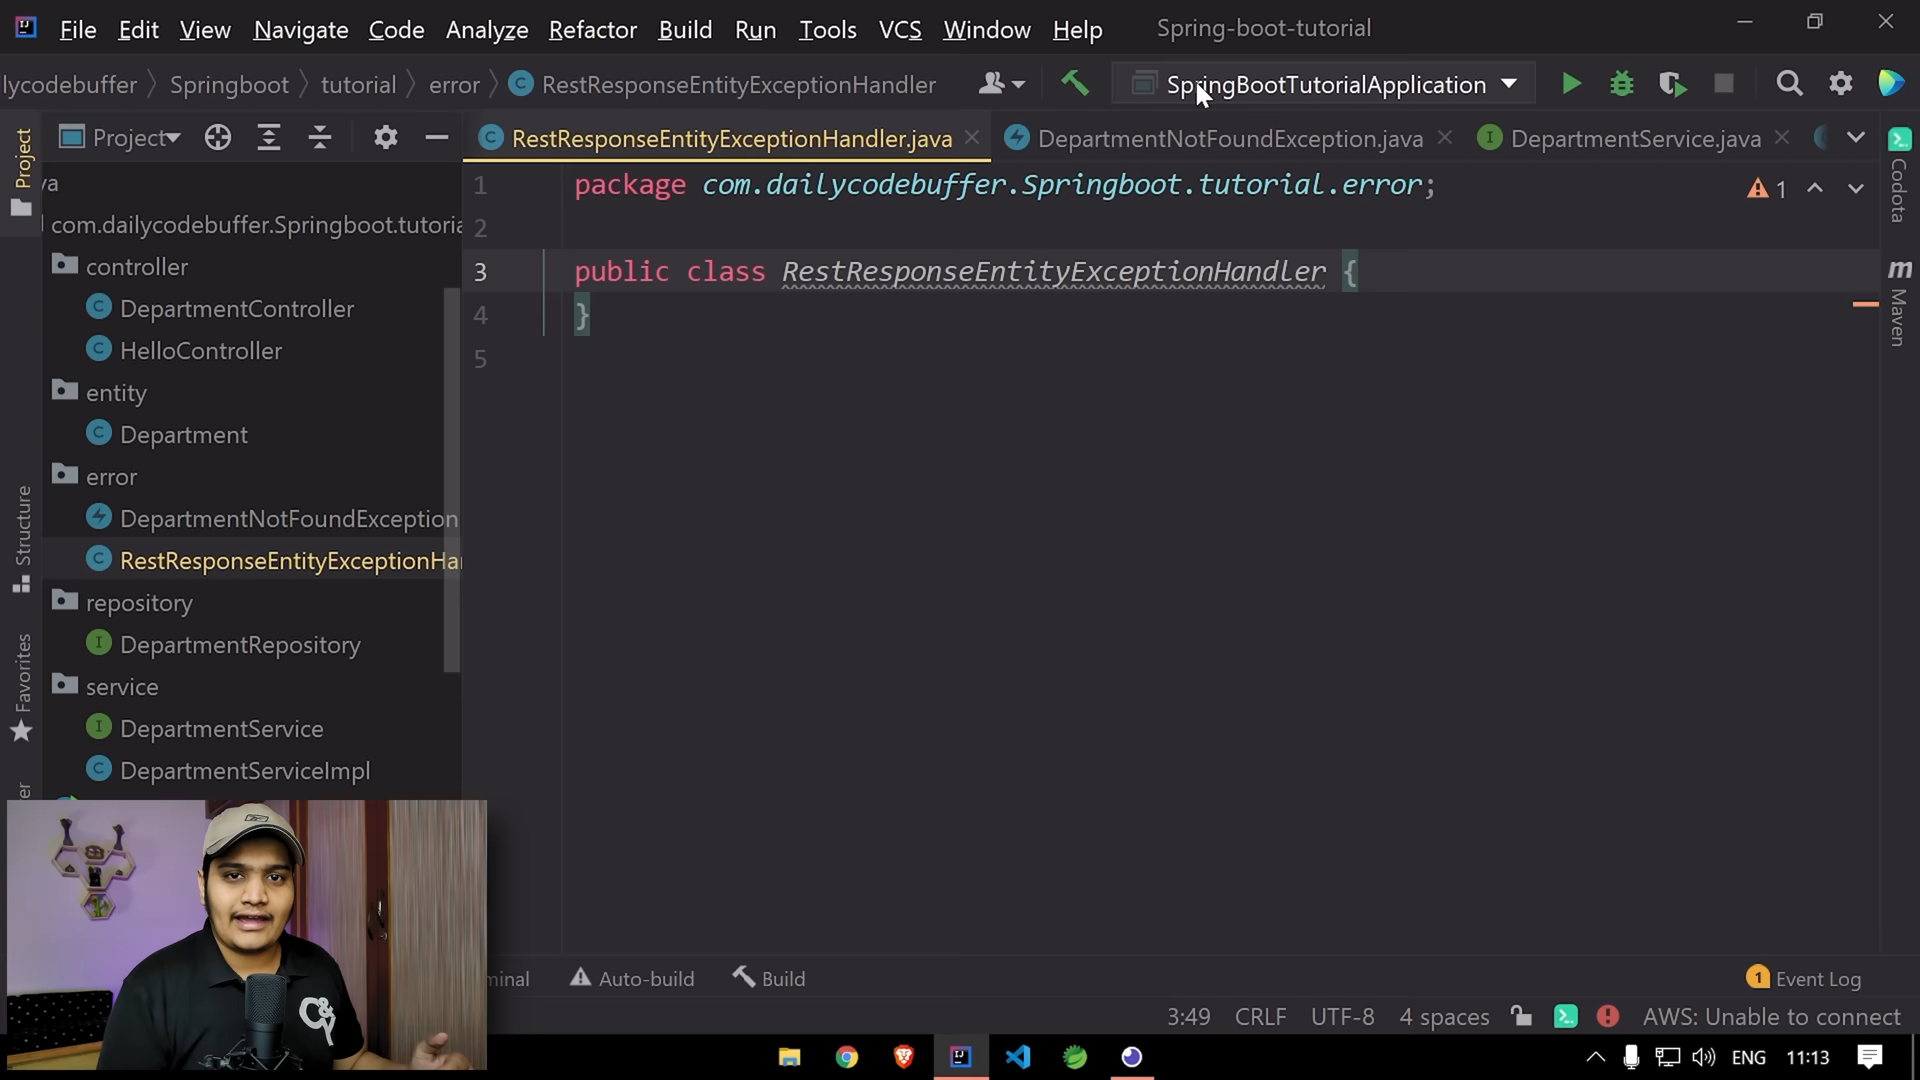 File Edit View Navigate Code Analyze Refactor Build Run Tools VCS Window Help Spring-boot-tutorial
lycodebuffer Springboot tutorial error RestResponseEntityExceptionHandler SpringBootTutorialApplication
Project
RestResponseEntityExceptionHandler.java DepartmentNotFoundException.java DepartmentService.java
Project
Structure
Favorites
va
com.dailycodebuffer.Springboot.tutoria
controller
DepartmentController
HelloController
entity
Department
error
DepartmentNotFoundException
RestResponseEntityExceptionHa
repository
DepartmentRepository
service
DepartmentService
DepartmentServiceImpl
1 package com.dailycodebuffer.Springboot.tutorial.error;
2
3 public class RestResponseEntityExceptionHandler {
4 }
5
1
Codota
Maven
minal Auto-build Build 1 Event Log
3:49 CRLF UTF-8 4 spaces AWS: Unable to connect
ENG 11:13